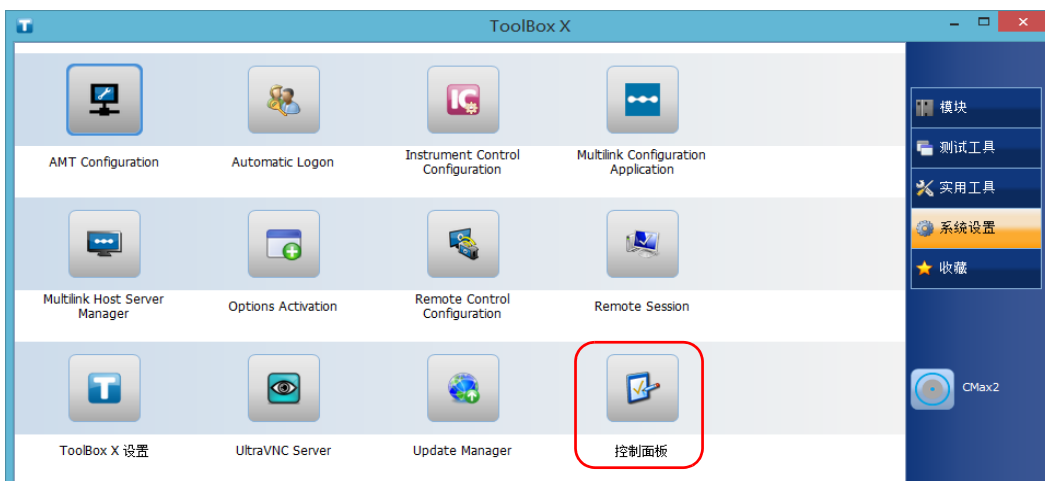 ToolBox X
AMT Configuration
Automatic Logon
Instrument Control
Configuration
Multilink Configuration
Application
Multilink Host Server
Manager
Options Activation
Remote Control
Configuration
Remote Session
ToolBox X 设置
UltraVNC Server
Update Manager
控制面板
模块
测试工具
实用工具
系统设置
收藏
CMax2